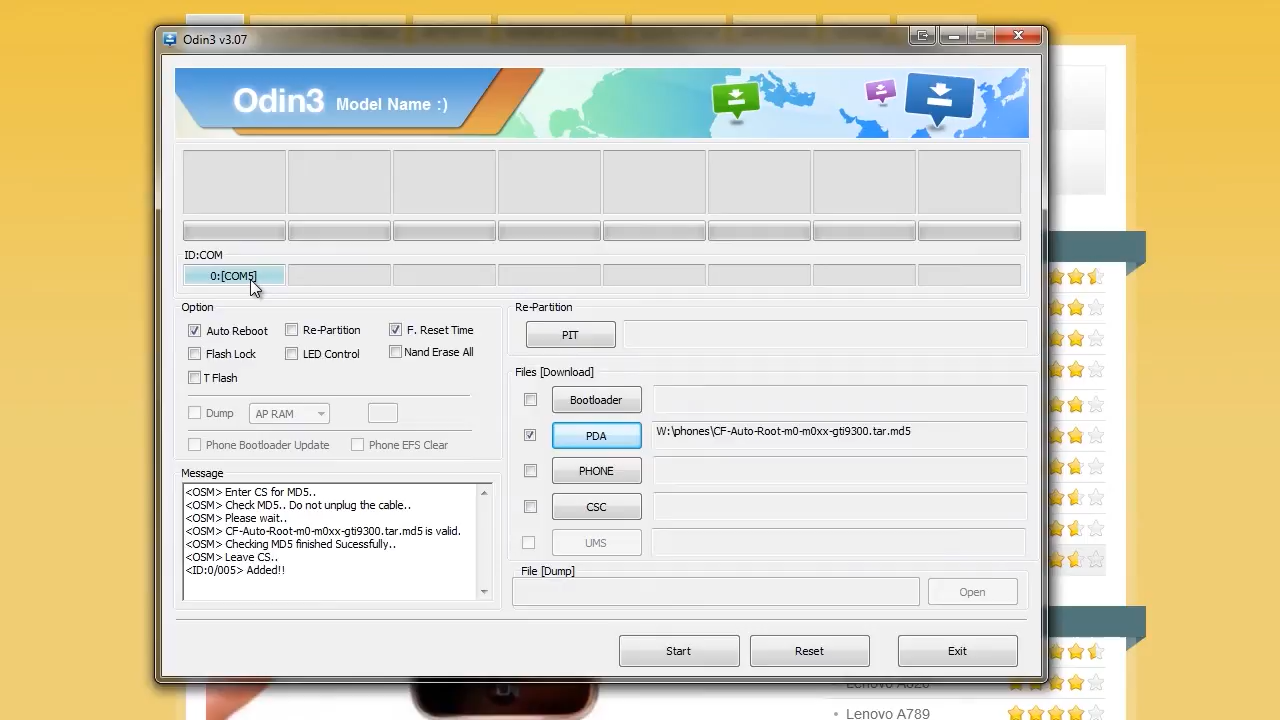 Odin3 v3.07
Odin3 Model Name :)
ID:COM
0:[COM5]
Option
Auto Reboot
Re-Partition
F. Reset Time
Flash Lock
LED Control
Nand Erase All
T Flash
Dump
AP RAM
Phone Bootloader Update
Phone EFS Clear
Message
<OSM> Enter CS for MD5..
<OSM> Check MD5.. Do not unplug the cable..
<OSM> Please wait..
<OSM> CF-Auto-Root-m0-m0xx-gti9300.tar.md5 is valid.
<OSM> Checking MD5 finished Sucessfully..
<OSM> Leave CS..
<ID:0/005> Added!!
Re-Partition
PIT
Files [Download]
Bootloader
PDA
W:\phones\CF-Auto-Root-m0-m0xx-gti9300.tar.md5
PHONE
CSC
UMS
File [Dump]
Open
Start
Reset
Exit
Lenovo A820
• Lenovo A789